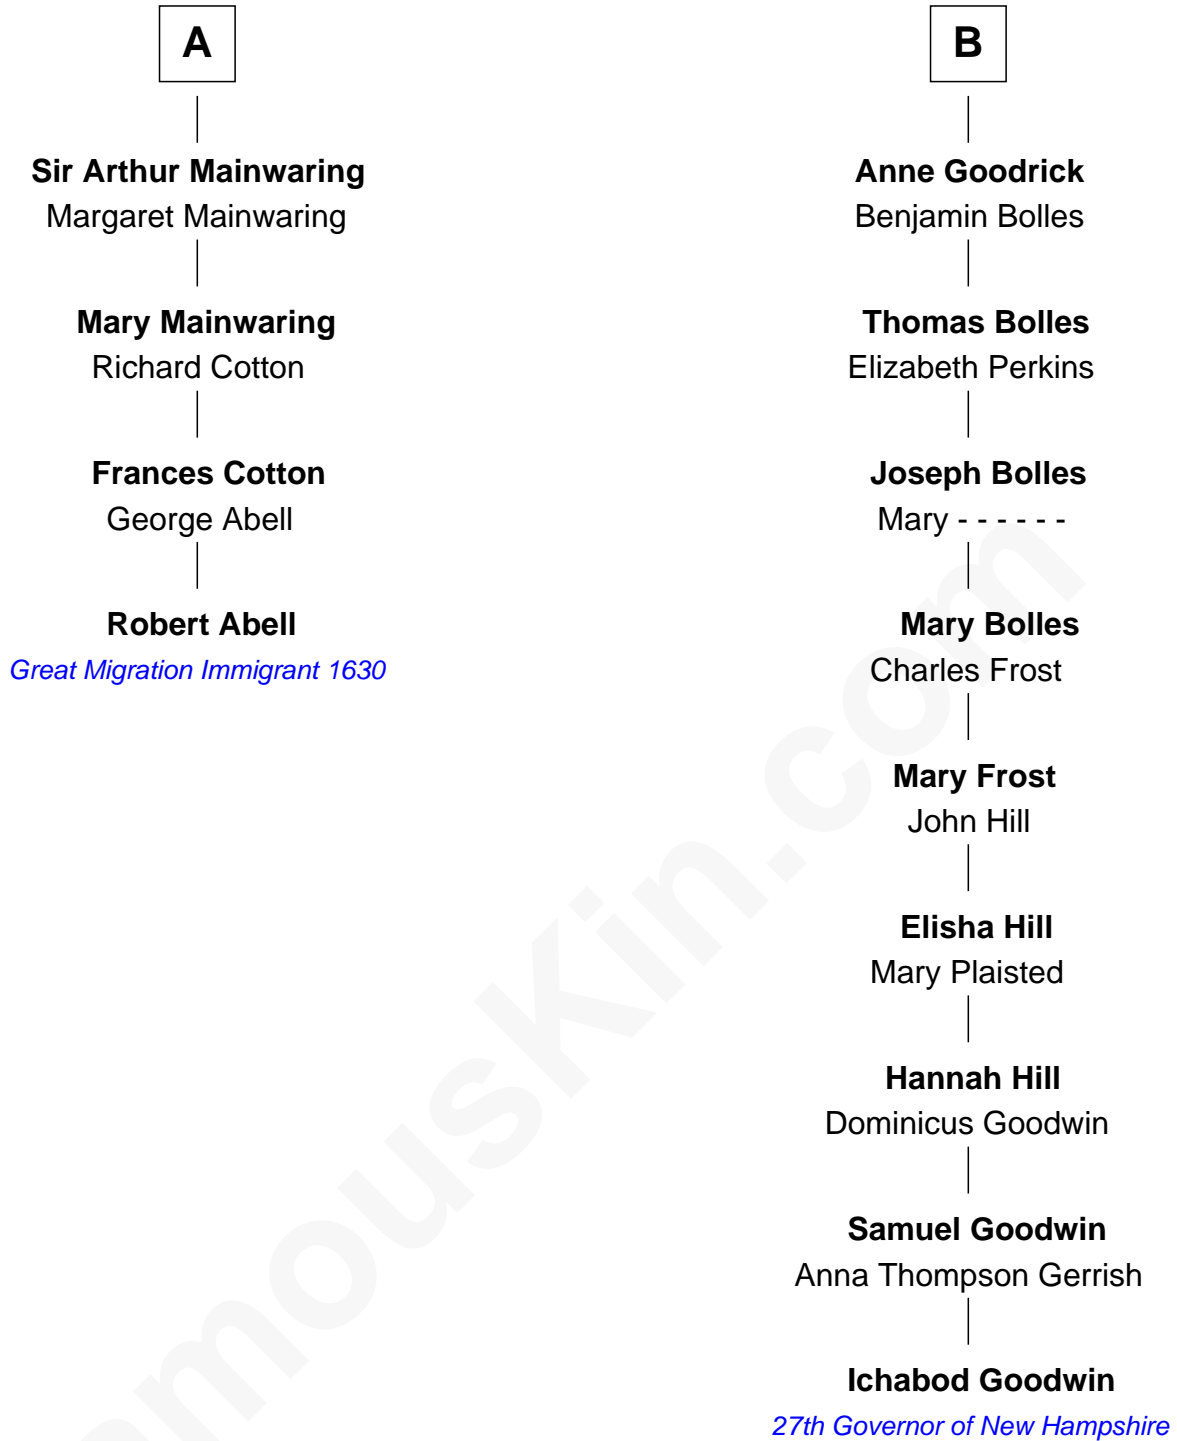 A
Sir Arthur Mainwaring
Margaret Mainwaring
Mary Mainwaring
Richard Cotton
Frances Cotton
George Abell
Robert Abell
Great Migration Immigrant 1630
B
Anne Goodrick
Benjamin Bolles
Thomas Bolles
Elizabeth Perkins
Joseph Bolles
Mary - - - - - -
Mary Bolles
Charles Frost
Mary Frost
John Hill
Elisha Hill
Mary Plaisted
Hannah Hill
Dominicus Goodwin
Samuel Goodwin
Anna Thompson Gerrish
Ichabod Goodwin
27th Governor of New Hampshire
amouskin.com